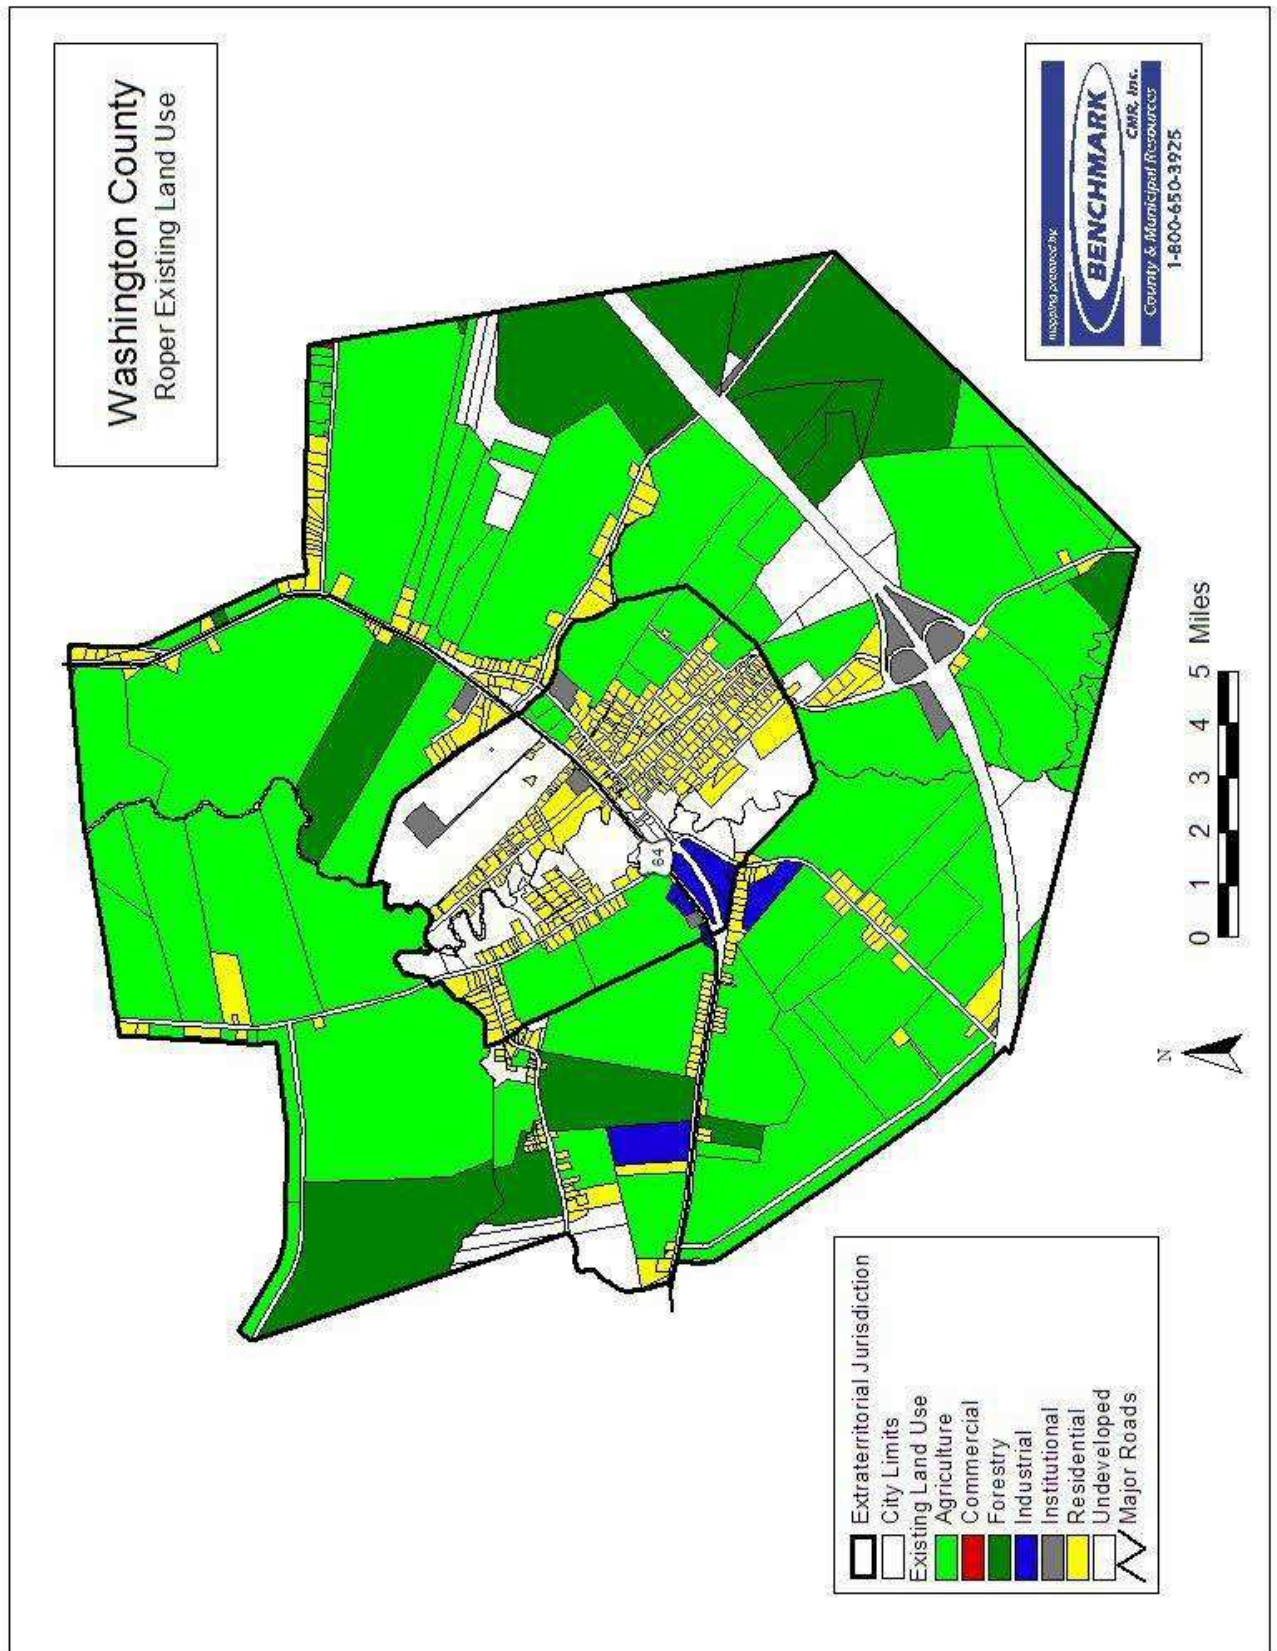 Washington County
Roper Existing Land Use
mapping prepared by:
BENCHMARK
CMR, Inc.
County & Municipal Resources
1-800-650-3925
64
Extraterritorial Jurisdiction
City Limits
Existing Land Use
Agriculture
Commercial
Forestry
Industrial
Institutional
Residential
Undeveloped
Major Roads
N
0 1 2 3 4 5 Miles